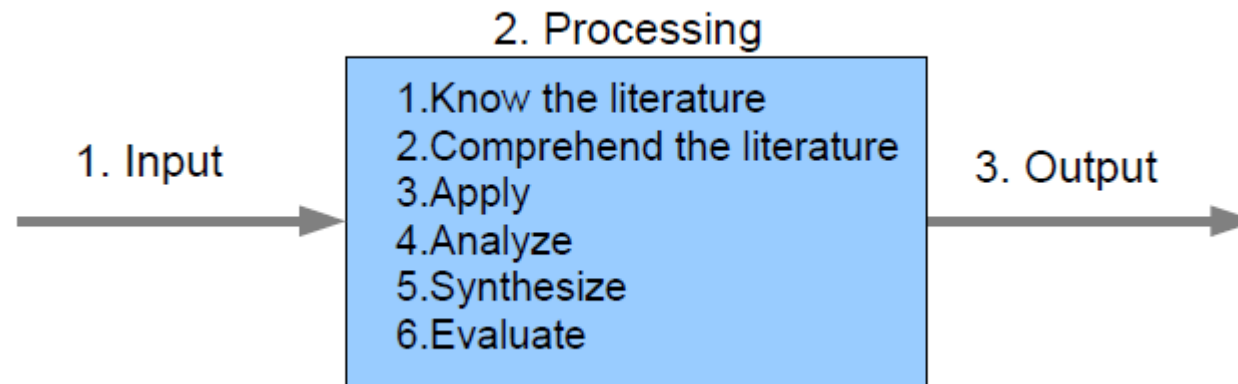 2. Processing
1. Input
1.Know the literature
2.Comprehend the literature
3.Apply
4.Analyze
5.Synthesize
6.Evaluate
3. Output